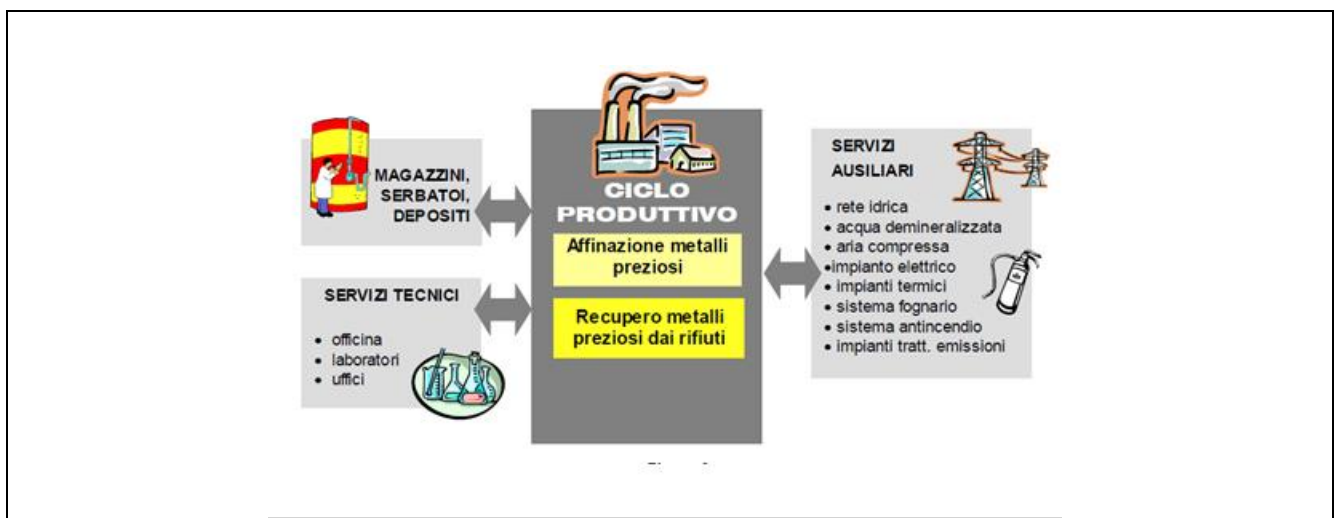 MAGAZZINI,
SERBATOI,
DEPOSITI
SERVIZI TECNICI
• officina
• laboratori
• uffici
CICLO
PRODUTTIVO
Affinazione metalli
preziosi
Recupero metalli
preziosi dai rifiuti
SERVIZI
AUSILIARI
• rete idrica
• acqua demineralizzata
• aria compressa
•impianto elettrico
• impianti termici
• sistema fognario
• sistema antincendio
• impianti tratt. emissioni